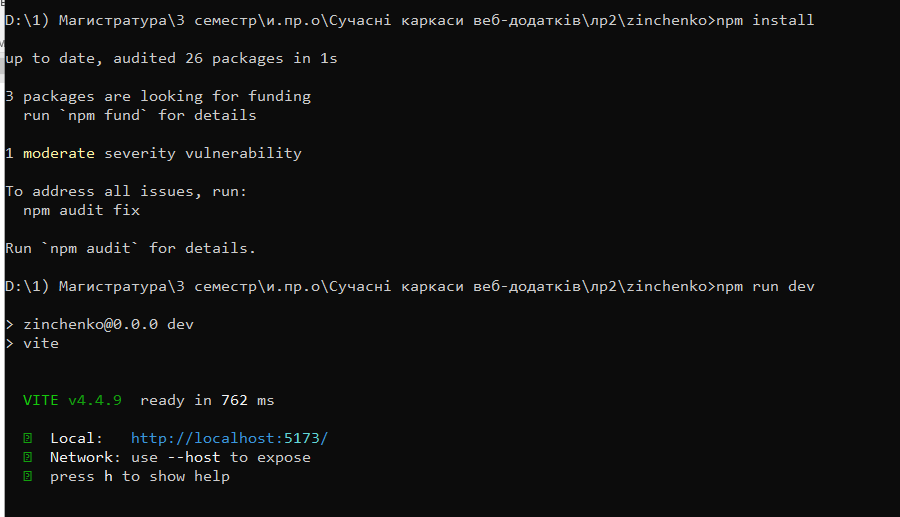 D:\1) Магистратура\3 семестр\и.пр.о\Сучасні каркаси веб-додатків\лр2\zinchenko>npm install
up to date, audited 26 packages in 1s
3 packages are looking for funding
run `npm fund` for details
1 moderate severity vulnerability
To address all issues, run:
npm audit fix
Run `npm audit` for details.
D:\1) Магистратура\3 семестр\и.пр.о\Сучасні каркаси веб-додатків\лр2\zinchenko>npm run dev
> zinchenko@0.0.0 dev
> vite
VITE v4.4.9  ready in 762 ms
Local:   http://localhost:5173/
Network: use --host to expose
press h to show help